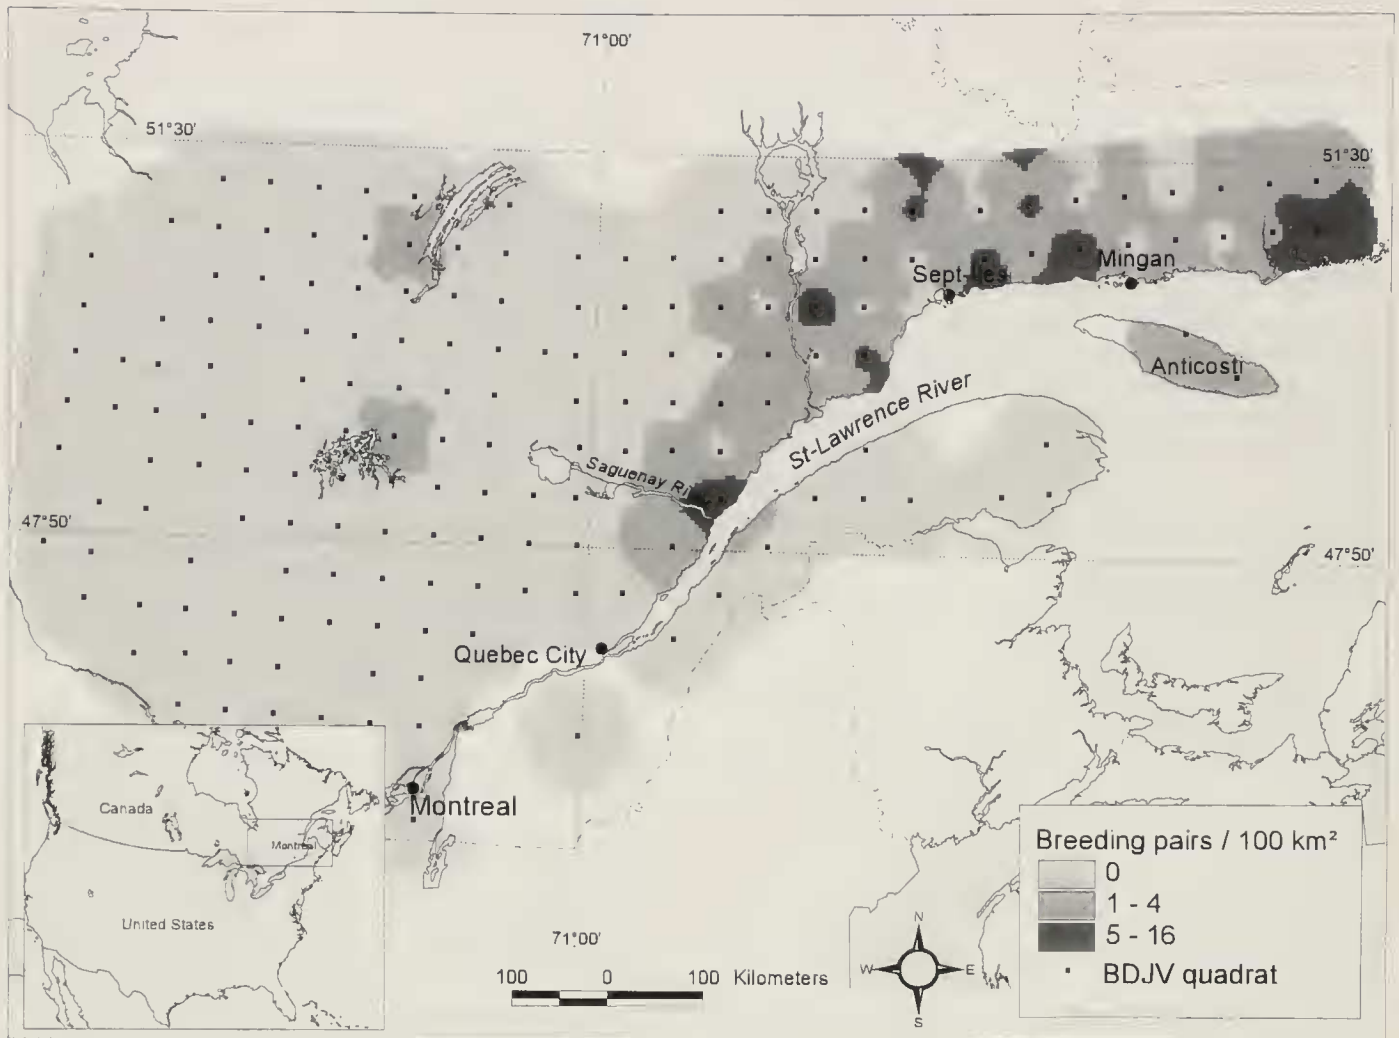 71°00'
51°30'
51°30'
Sept-Iles
Mingan
Anticosti
St-Lawrence River
Saguenay Ri
47°50'
47°50'
Quebec City
Montreal
Canada
Montreal
United States
71°00'
100 0 100 Kilometers
N
W E
S
Breeding pairs / 100 km²
0
1 - 4
5 - 16
BDJV quadrat